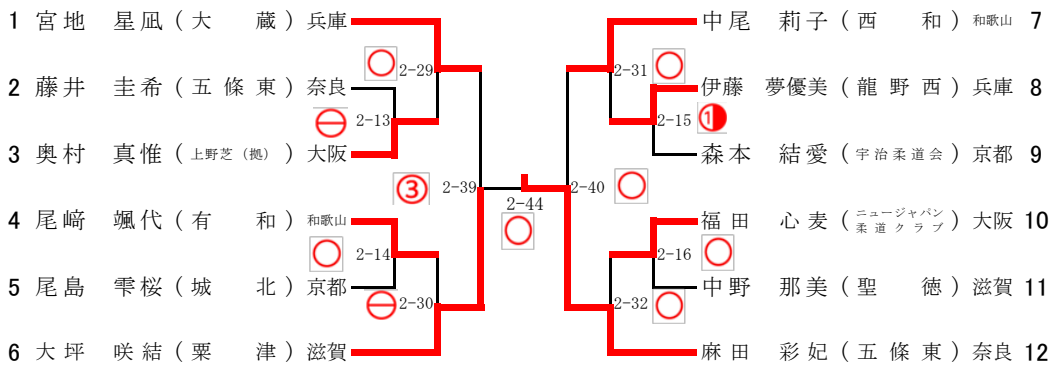 1 宮地 星凪（大 蔵）兵庫
2-29
2 藤井 圭希（五條東）奈良
2-13
3 奥村 真惟（上野芝（拠））大阪
③ 2-39
4 尾﨑 颯代（有 和）和歌山
2-14
5 尾島 雫桜（城 北）京都
2-30
6 大坪 咲結（粟 津）滋賀
2-44
中尾 莉子（西 和）和歌山 7
2-31
伊藤 夢優美（龍野西）兵庫 8
2-15 1
森本 結愛（宇治柔道会）京都 9
2-40
福田 心麦（ニュージャパン柔道クラブ）大阪 10
2-16
中野 那美（聖 徳）滋賀 11
2-32
麻田 彩妃（五條東）奈良 12